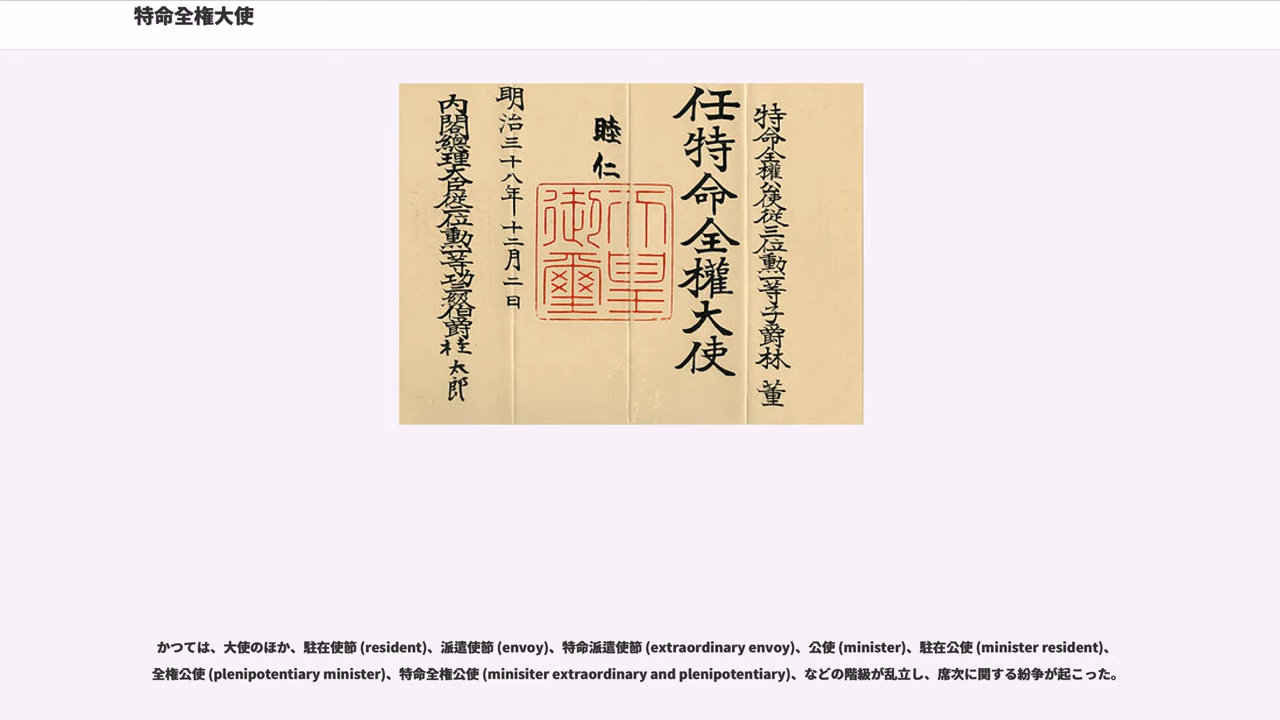 特命全権大使
特命全權公使從三位勲一等子爵林 董
任特命全權大使
睦仁
天皇
御璽
明治三十八年十二月二日
内閣總理大臣從二位勲一等功三級伯爵桂 太郎
かつては、大使のほか、駐在使節 (resident)、派遣使節 (envoy)、特命派遣使節 (extraordinary envoy)、公使 (minister)、駐在公使 (minister resident)、
全権公使 (plenipotentiary minister)、特命全権公使 (minisiter extraordinary and plenipotentiary)、などの階級が乱立し、席次に関する紛争が起こった。